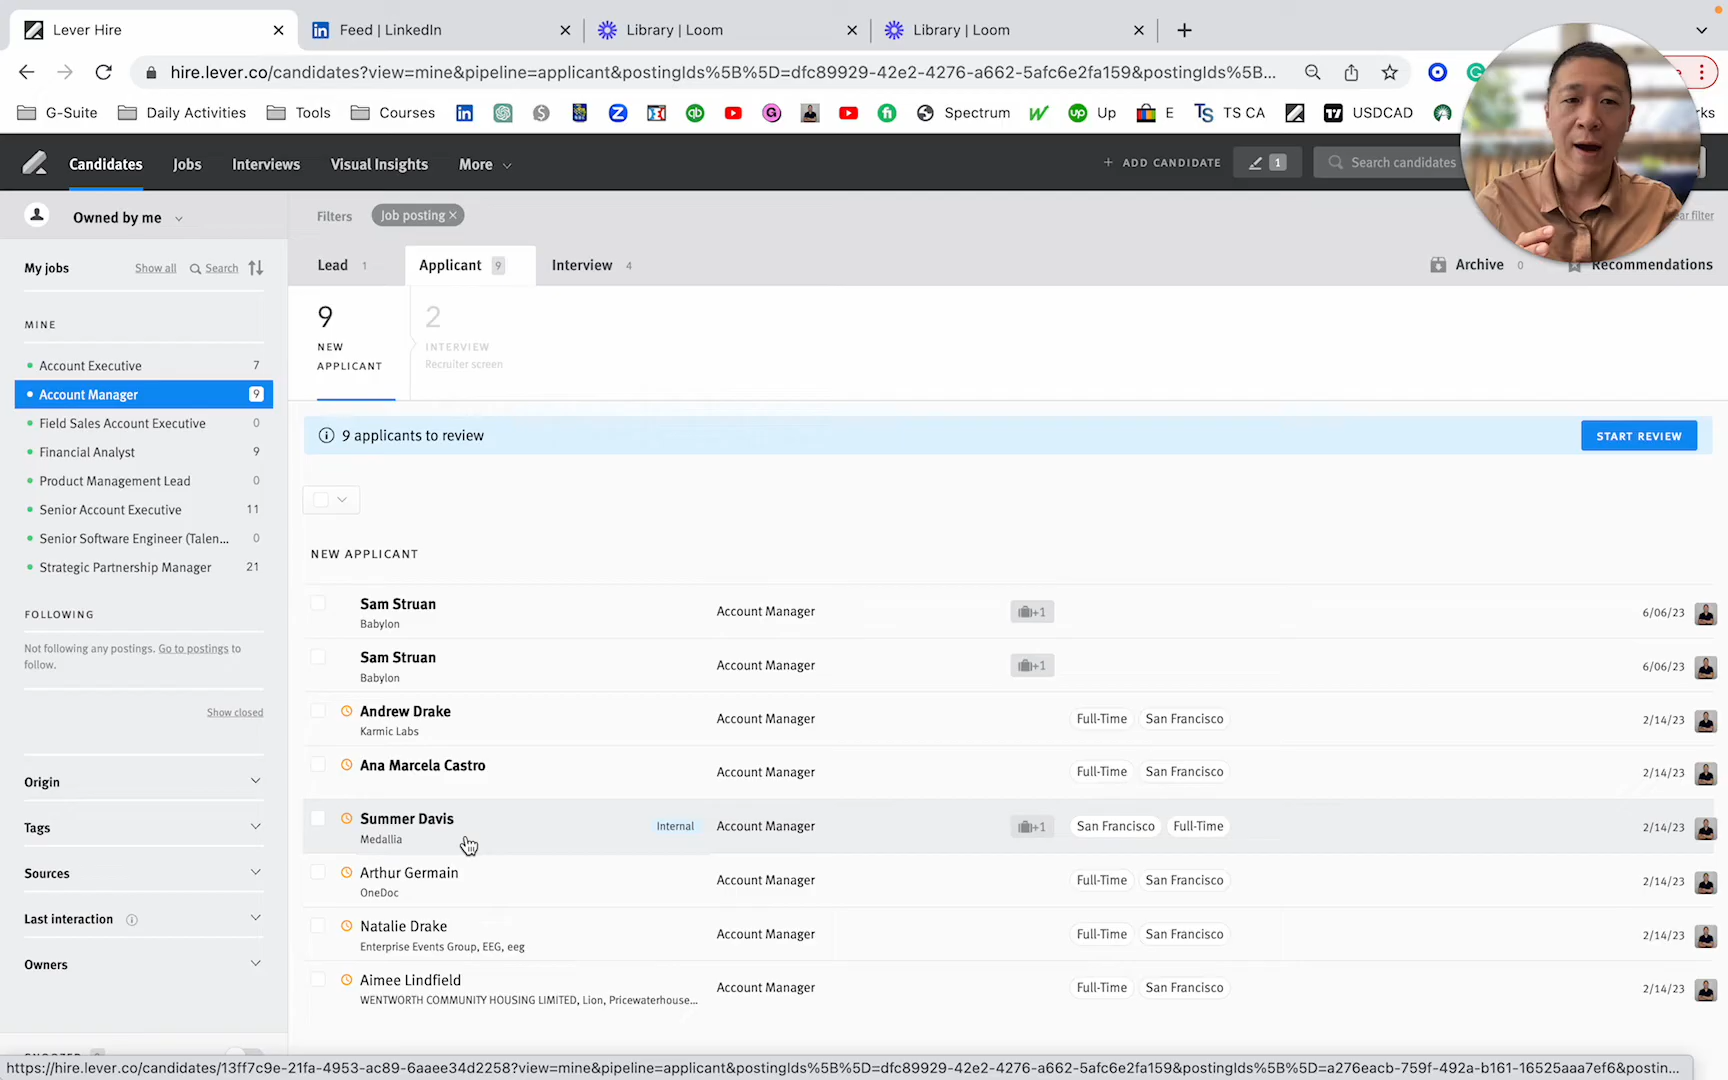 Lever Hire
Feed | LinkedIn
Library | Loom
Library | Loom
hire.lever.co/candidates?view=mine&pipeline=applicant&postingIds%5B%5D=dfc89929-42e2-4276-a662-5afc6e2fa159&postingIds%5B...
G-Suite
Daily Activities
Tools
Courses
Spectrum
Up
E
TS CA
USDCAD
Candidates
Jobs
Interviews
Visual Insights
More
+ ADD CANDIDATE
1
Search candidates
Owned by me
Filters
Job posting
My jobs
Show all
Search
Lead 1
Applicant 9
Interview 4
Archive 0
Recommendations
MINE
Account Executive 7
Account Manager 9
Field Sales Account Executive 0
Financial Analyst 9
Product Management Lead 0
Senior Account Executive 11
Senior Software Engineer (Talen... 0
Strategic Partnership Manager 21
FOLLOWING
Not following any postings. Go to postings to
follow.
Show closed
Origin
Tags
Sources
Last interaction
Owners
9
NEW
APPLICANT
2
INTERVIEW
Recruiter screen
9 applicants to review
START REVIEW
NEW APPLICANT
Sam Struan
Babylon
Account Manager
+1
6/06/23
Sam Struan
Babylon
Account Manager
+1
6/06/23
Andrew Drake
Karmic Labs
Account Manager
Full-Time
San Francisco
2/14/23
Ana Marcela Castro
Account Manager
Full-Time
San Francisco
2/14/23
Summer Davis
Medallia
Internal
Account Manager
+1
San Francisco
Full-Time
2/14/23
Arthur Germain
OneDoc
Account Manager
Full-Time
San Francisco
2/14/23
Natalie Drake
Enterprise Events Group, EEG, eeg
Account Manager
Full-Time
San Francisco
2/14/23
Aimee Lindfield
WENTWORTH COMMUNITY HOUSING LIMITED, Lion, Pricewaterhouse...
Account Manager
Full-Time
San Francisco
2/14/23
https://hire.lever.co/candidates/13ff7c9e-21fa-4953-ac89-6aaee34d2258?view=mine&pipeline=applicant&postingIds%5B%5D=dfc89929-42e2-4276-a662-5afc6e2fa159&postingIds%5B%5D=a276eacb-759f-492a-b161-16525aaa7ef6&postin...